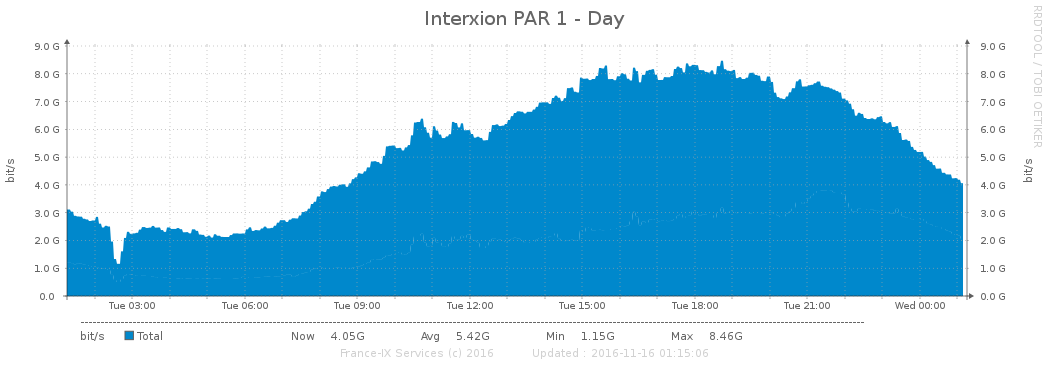 Interxion PAR 1 - Day
RRDTOOL / TOBI OETIKER
9.0 G 9.0 G
8.0 G 8.0 G
7.0 G 7.0 G
6.0 G 6.0 G
5.0 G 5.0 G
4.0 G 4.0 G
3.0 G 3.0 G
2.0 G 2.0 G
1.0 G 1.0 G
0.0 0.0 G
bit/s bit/s
Tue 03:00 Tue 06:00 Tue 09:00 Tue 12:00 Tue 15:00 Tue 18:00 Tue 21:00 Wed 00:00
bit/s Total Now 4.05G Avg 5.42G Min 1.15G Max 8.46G
France-IX Services (c) 2016 Updated : 2016-11-16 01:15:06